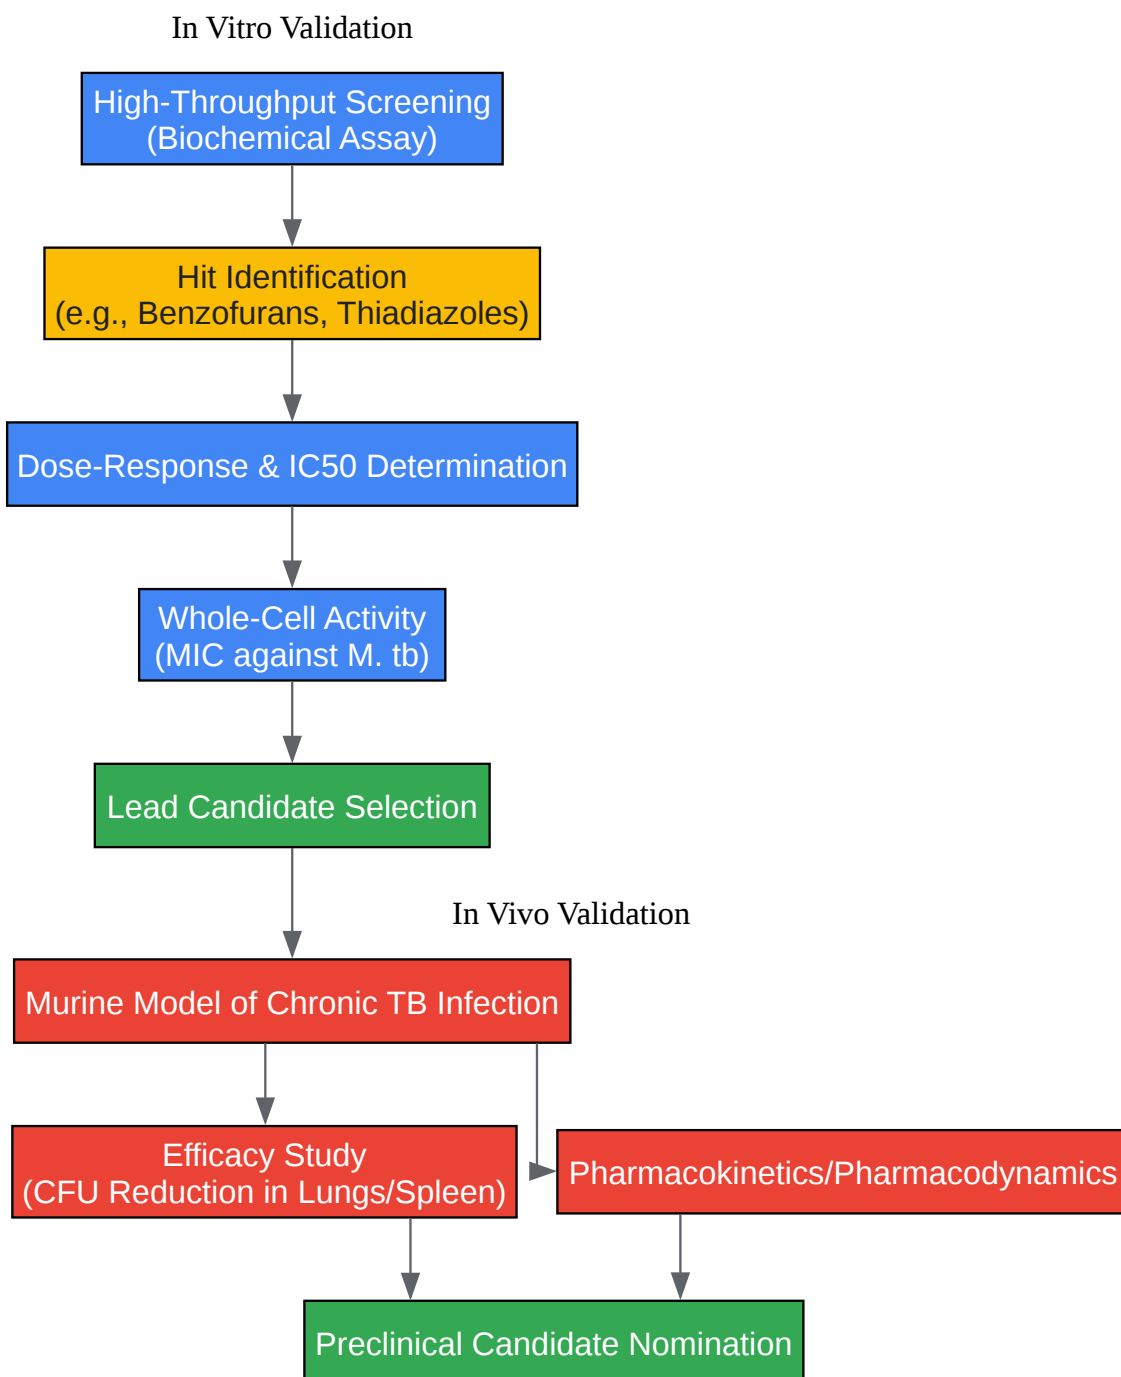 In Vitro Validation
High-Throughput Screening
(Biochemical Assay)
Hit Identification
(e.g., Benzofurans, Thiadiazoles)
Dose-Response & IC50 Determination
Whole-Cell Activity
(MIC against M. tb)
Lead Candidate Selection
In Vivo Validation
Murine Model of Chronic TB Infection
Efficacy Study
(CFU Reduction in Lungs/Spleen)
Pharmacokinetics/Pharmacodynamics
Preclinical Candidate Nomination